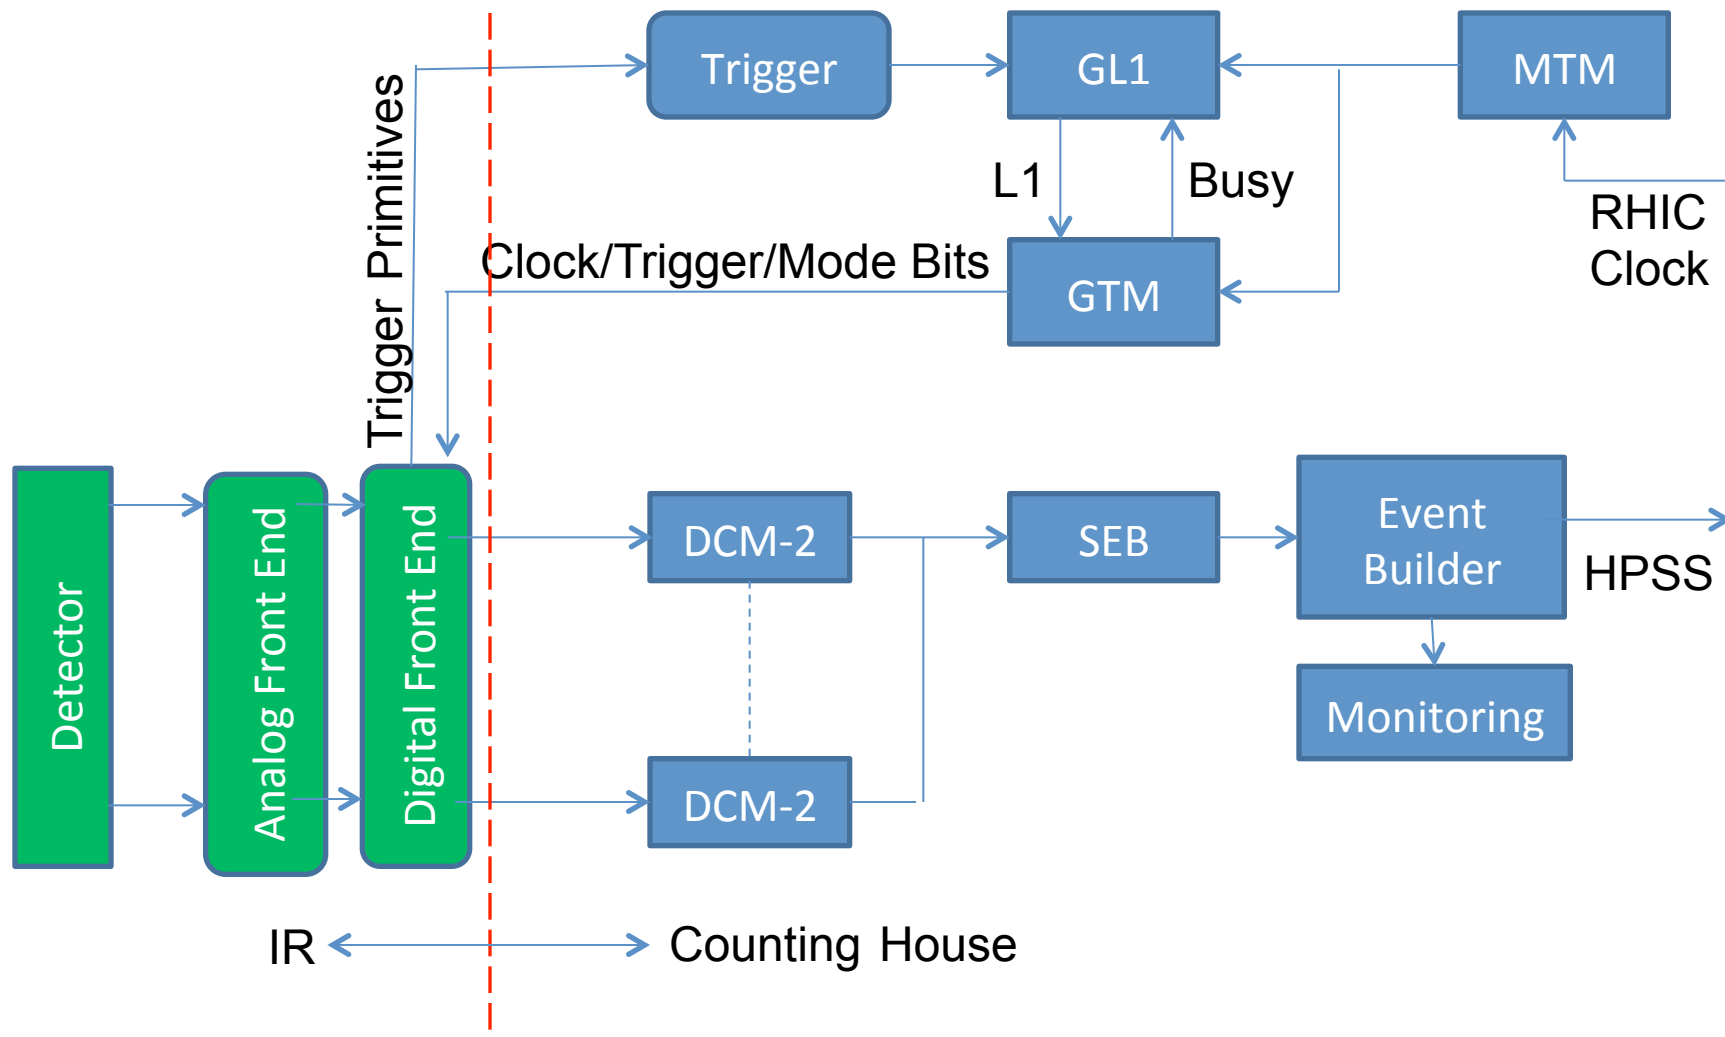 Trigger
GL1
MTM
Trigger Primitives
L1
Busy
RHIC
Clock
Clock/Trigger/Mode Bits
GTM
Detector
Analog Front End
Digital Front End
DCM-2
SEB
Event
Builder
HPSS
Monitoring
DCM-2
IR
Counting House